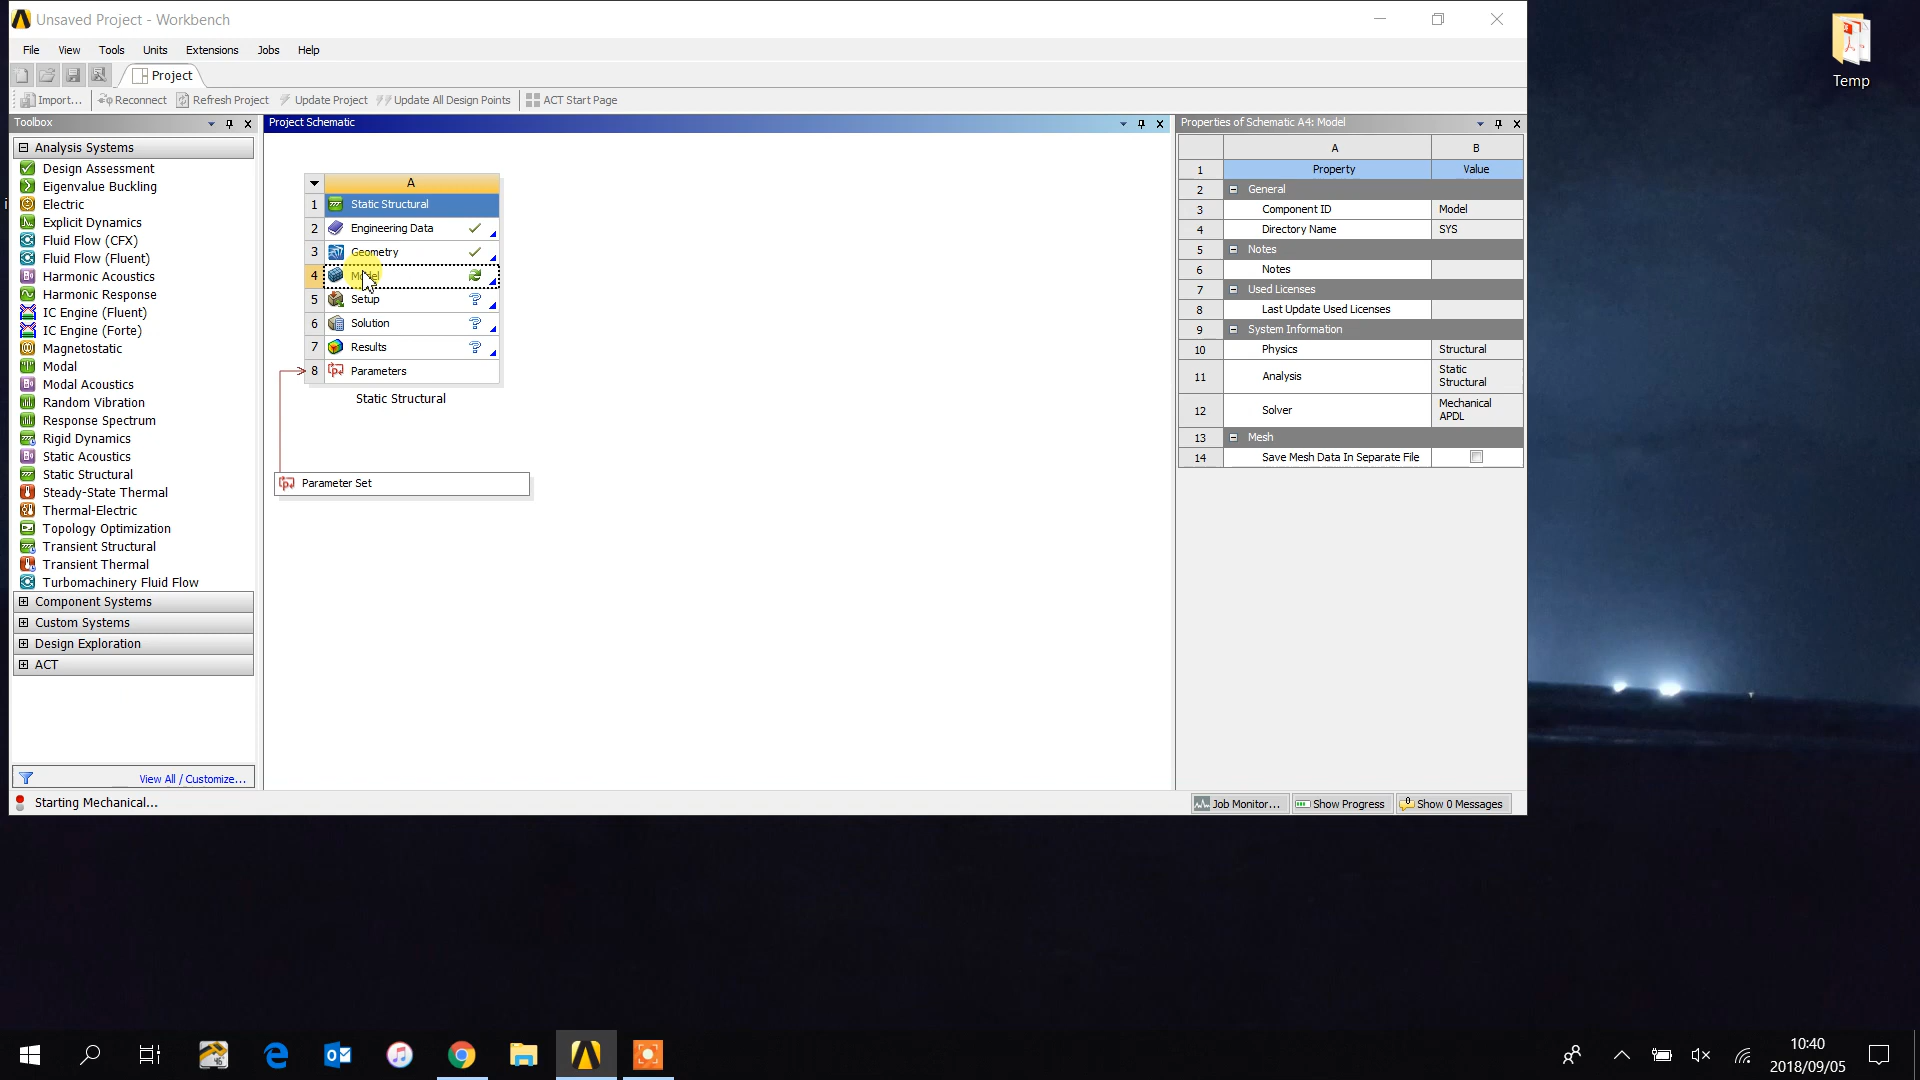 Unsaved Project - Workbench
File View Tools Units Extensions Jobs Help
Project
Import... Reconnect Refresh Project Update Project Update All Design Points ACT Start Page
Toolbox
Analysis Systems
Design Assessment
Eigenvalue Buckling
Electric
Explicit Dynamics
Fluid Flow (CFX)
Fluid Flow (Fluent)
Harmonic Acoustics
Harmonic Response
IC Engine (Fluent)
IC Engine (Forte)
Magnetostatic
Modal
Modal Acoustics
Random Vibration
Response Spectrum
Rigid Dynamics
Static Acoustics
Static Structural
Steady-State Thermal
Thermal-Electric
Topology Optimization
Transient Structural
Transient Thermal
Turbomachinery Fluid Flow
Component Systems
Custom Systems
Design Exploration
ACT
View All / Customize...
Project Schematic
A
1 Static Structural
2 Engineering Data
3 Geometry
4 Model
5 Setup
6 Solution
7 Results
8 Parameters
Static Structural
Parameter Set
Properties of Schematic A4: Model
A B
1 Property Value
2 General
3 Component ID Model
4 Directory Name SYS
5 Notes
6 Notes
7 Used Licenses
8 Last Update Used Licenses
9 System Information
10 Physics Structural
11 Analysis Static Structural
12 Solver Mechanical APDL
13 Mesh
14 Save Mesh Data In Separate File
Starting Mechanical...
Job Monitor... Show Progress Show 0 Messages
Temp
10:40
2018/09/05